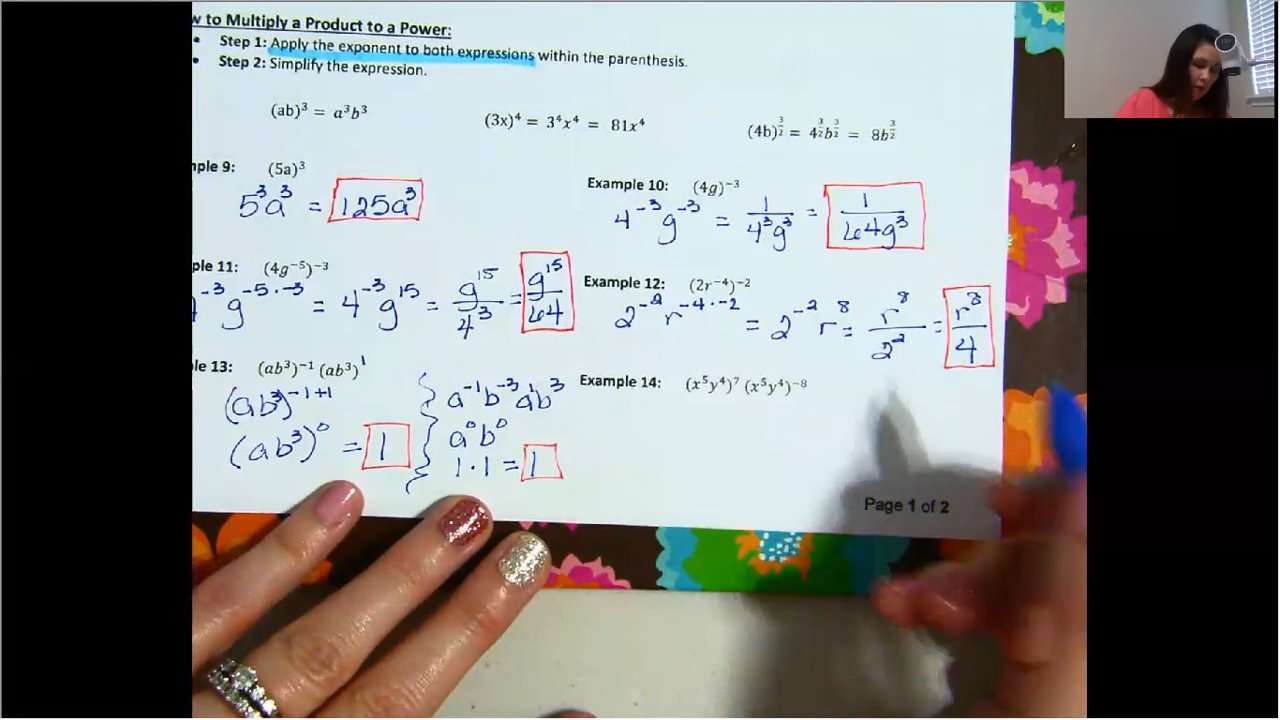 w to Multiply a Product to a Power:
• Step 1: Apply the exponent to both expressions within the parenthesis.
• Step 2: Simplify the expression.
(ab)³ = a³b³
(3x)⁴ = 3⁴x⁴ = 81x⁴
(4b)^(3/2) = 4^(3/2)b^(3/2) = 8b^(3/2)
mple 9: (5a)³
5³a³ = 125a³
Example 10: (4g)⁻³
4⁻³g⁻³ = 1/(4³g³) = 1/(64g³)
ple 11: (4g⁻⁵)⁻³
4⁻³g⁻⁵·⁻³ = 4⁻³g¹⁵ = g¹⁵/4³ = g¹⁵/64
Example 12: (2r⁻⁴)⁻²
2⁻²r⁻⁴·⁻² = 2⁻²r⁸ = r⁸/2² = r⁸/4
le 13: (ab³)⁻¹ (ab³)¹
(ab³)⁻¹⁺¹
(ab³)⁰ = 1
a⁻¹b⁻³a¹b³
a⁰b⁰
1·1 = 1
Example 14: (x⁵y⁴)⁷ (x⁵y⁴)⁻⁸
Page 1 of 2